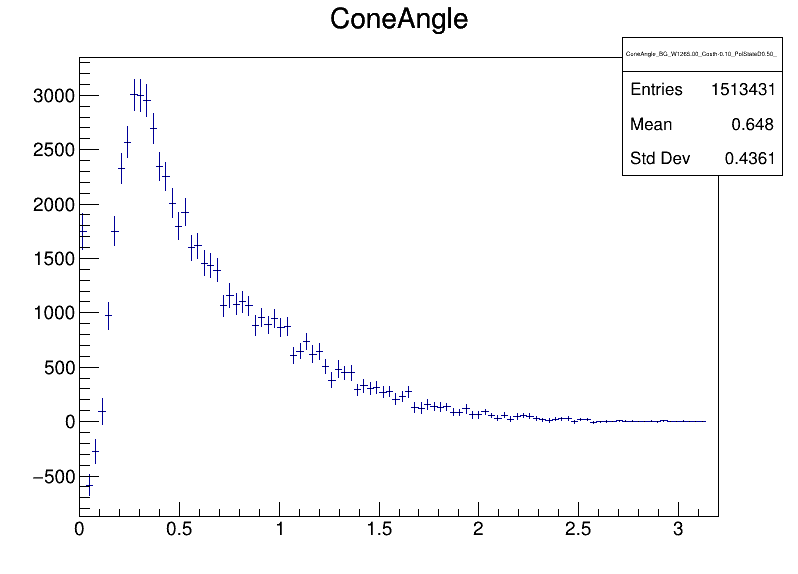 ConeAngle
ConeAngle_BG_W1265.00_Costh-0.10_PolStateD0.50_
Entries 1513431
Mean 0.648
Std Dev 0.4361
3000
2500
2000
1500
1000
500
0
−500
0 0.5 1 1.5 2 2.5 3